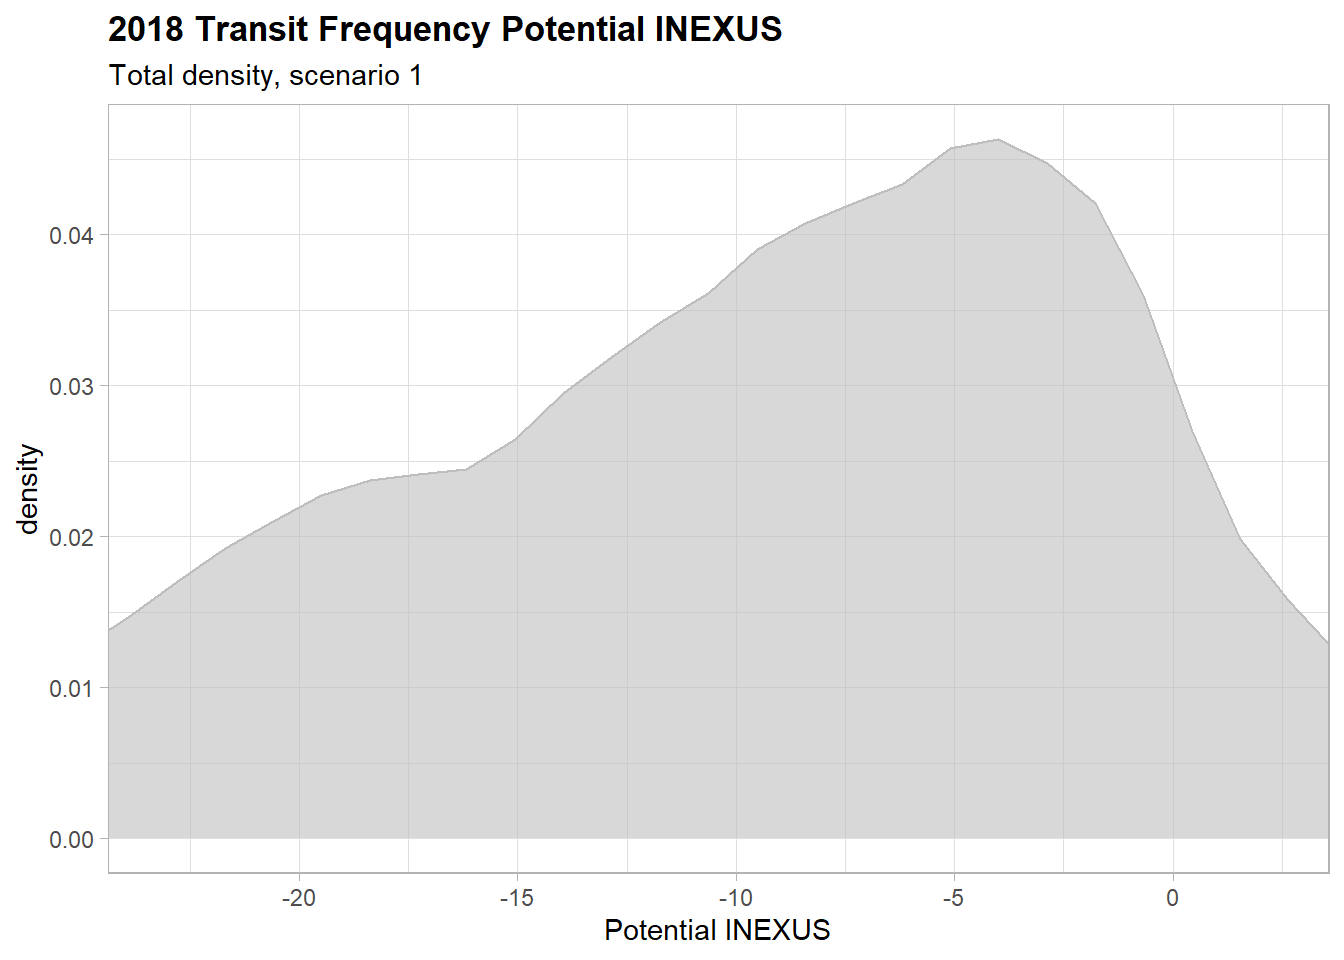 2018 Transit Frequency Potential INEXUS
Total density, scenario 1
density
0.04
0.03
0.02
0.01
0.00
-20
-15
-10
-5
0
Potential INEXUS